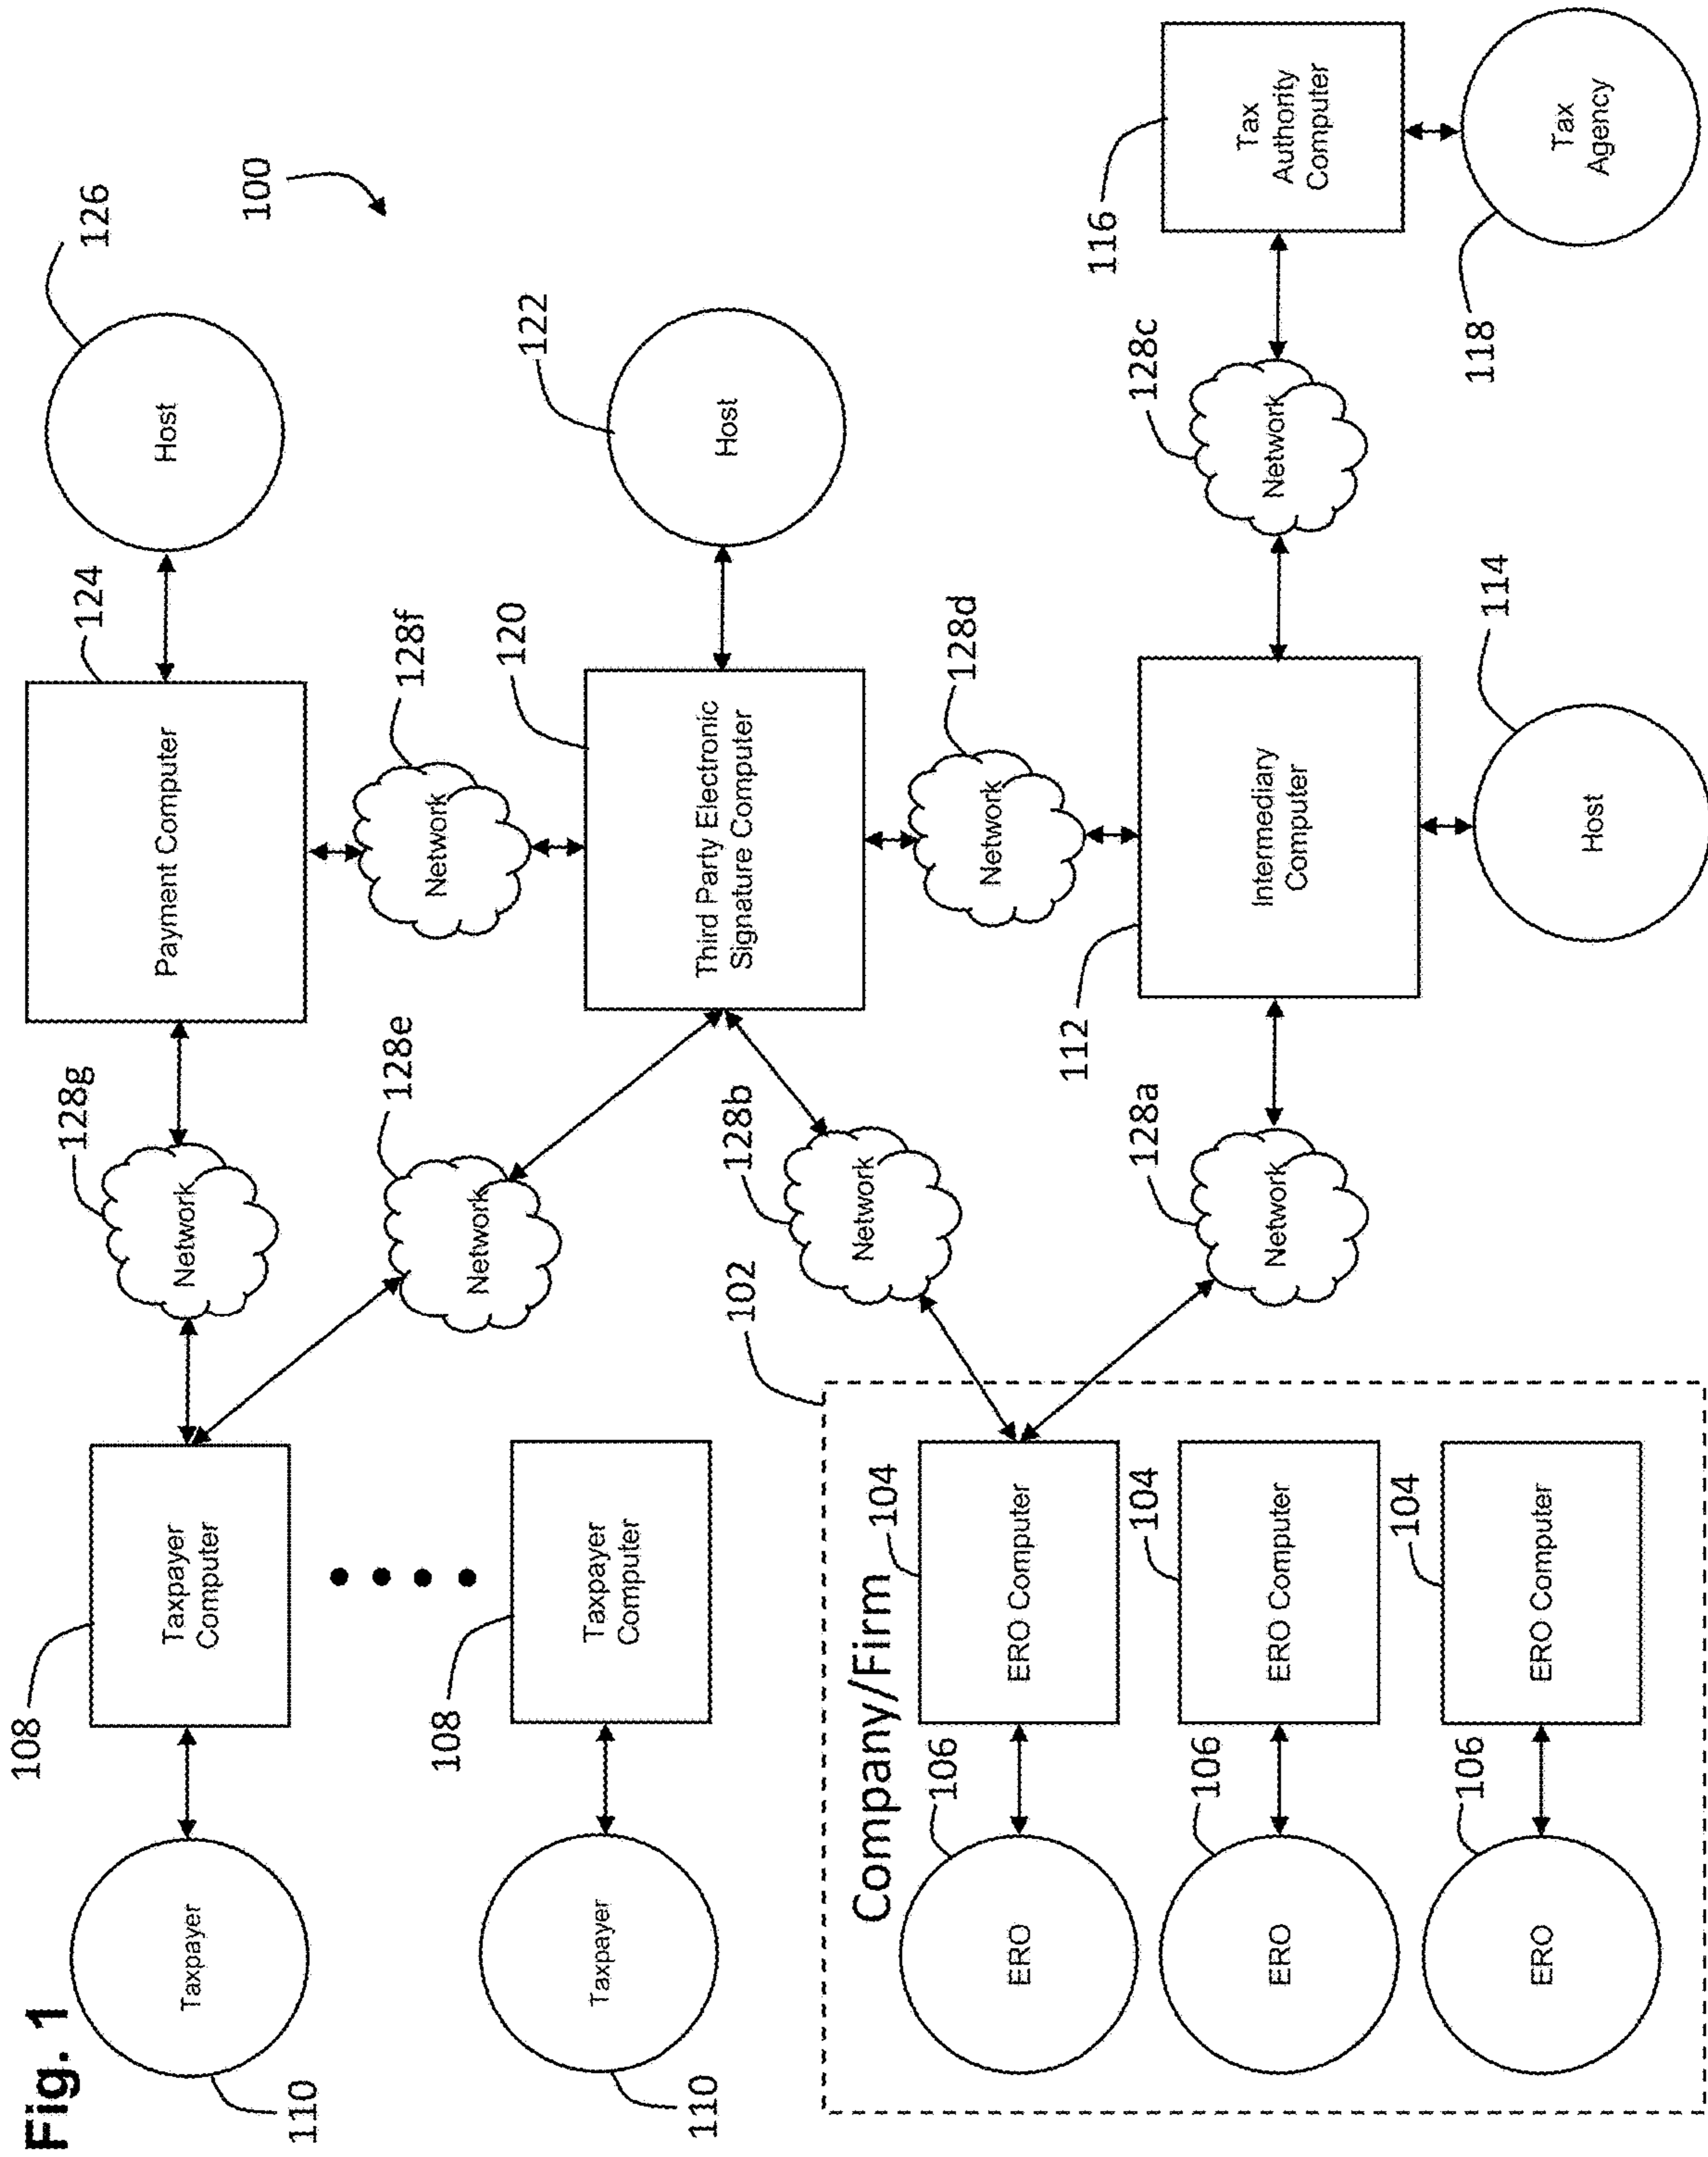 Fig. 1
100
110
Taxpayer
108
Taxpayer
Computer
128g
Network
Payment Computer
124
Host
126
128e
Network
128f
Network
110
Taxpayer
108
Taxpayer
Computer
Third Party Electronic
Signature Computer
120
Host
122
102
128b
Network
128d
Network
Company/Firm
106
ERO
104
ERO Computer
106
ERO
104
ERO Computer
106
ERO
104
ERO Computer
128a
Network
112
Intermediary
Computer
114
Host
128c
Network
116
Tax
Authority
Computer
118
Tax
Agency